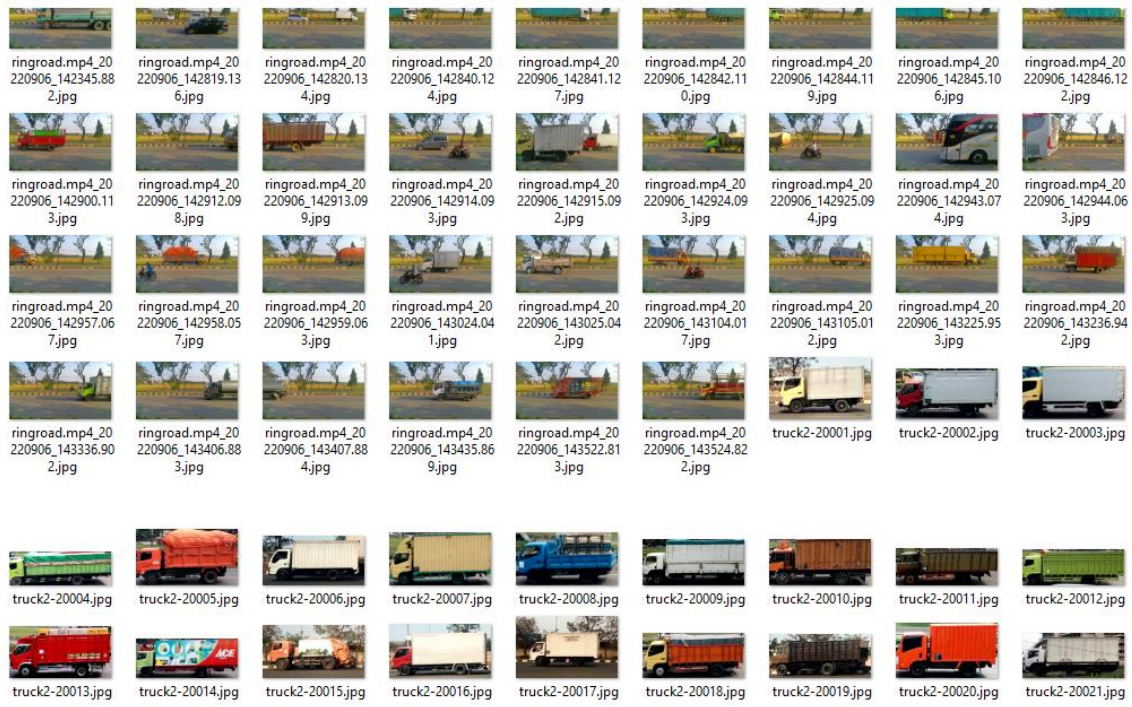 ringroad.mp4_20
220906_142345.88
2.jpg
ringroad.mp4_20
220906_142819.13
6.jpg
ringroad.mp4_20
220906_142820.13
4.jpg
ringroad.mp4_20
220906_142840.12
4.jpg
ringroad.mp4_20
220906_142841.12
7.jpg
ringroad.mp4_20
220906_142842.11
0.jpg
ringroad.mp4_20
220906_142844.11
9.jpg
ringroad.mp4_20
220906_142845.10
6.jpg
ringroad.mp4_20
220906_142846.12
2.jpg
ringroad.mp4_20
220906_142900.11
3.jpg
ringroad.mp4_20
220906_142912.09
8.jpg
ringroad.mp4_20
220906_142913.09
9.jpg
ringroad.mp4_20
220906_142914.09
3.jpg
ringroad.mp4_20
220906_142915.09
2.jpg
ringroad.mp4_20
220906_142924.09
3.jpg
ringroad.mp4_20
220906_142925.09
4.jpg
ringroad.mp4_20
220906_142943.07
4.jpg
ringroad.mp4_20
220906_142944.06
3.jpg
ringroad.mp4_20
220906_142957.06
7.jpg
ringroad.mp4_20
220906_142958.05
7.jpg
ringroad.mp4_20
220906_142959.06
3.jpg
ringroad.mp4_20
220906_143024.04
1.jpg
ringroad.mp4_20
220906_143025.04
2.jpg
ringroad.mp4_20
220906_143104.01
7.jpg
ringroad.mp4_20
220906_143105.01
2.jpg
ringroad.mp4_20
220906_143225.95
3.jpg
ringroad.mp4_20
220906_143236.94
2.jpg
ringroad.mp4_20
220906_143336.90
2.jpg
ringroad.mp4_20
220906_143406.88
3.jpg
ringroad.mp4_20
220906_143407.88
4.jpg
ringroad.mp4_20
220906_143435.86
9.jpg
ringroad.mp4_20
220906_143522.81
3.jpg
ringroad.mp4_20
220906_143524.82
2.jpg
truck2-20001.jpg
truck2-20002.jpg
truck2-20003.jpg
truck2-20004.jpg
truck2-20005.jpg
truck2-20006.jpg
truck2-20007.jpg
truck2-20008.jpg
truck2-20009.jpg
truck2-20010.jpg
truck2-20011.jpg
truck2-20012.jpg
ACE
truck2-20013.jpg
truck2-20014.jpg
truck2-20015.jpg
truck2-20016.jpg
truck2-20017.jpg
truck2-20018.jpg
truck2-20019.jpg
truck2-20020.jpg
truck2-20021.jpg